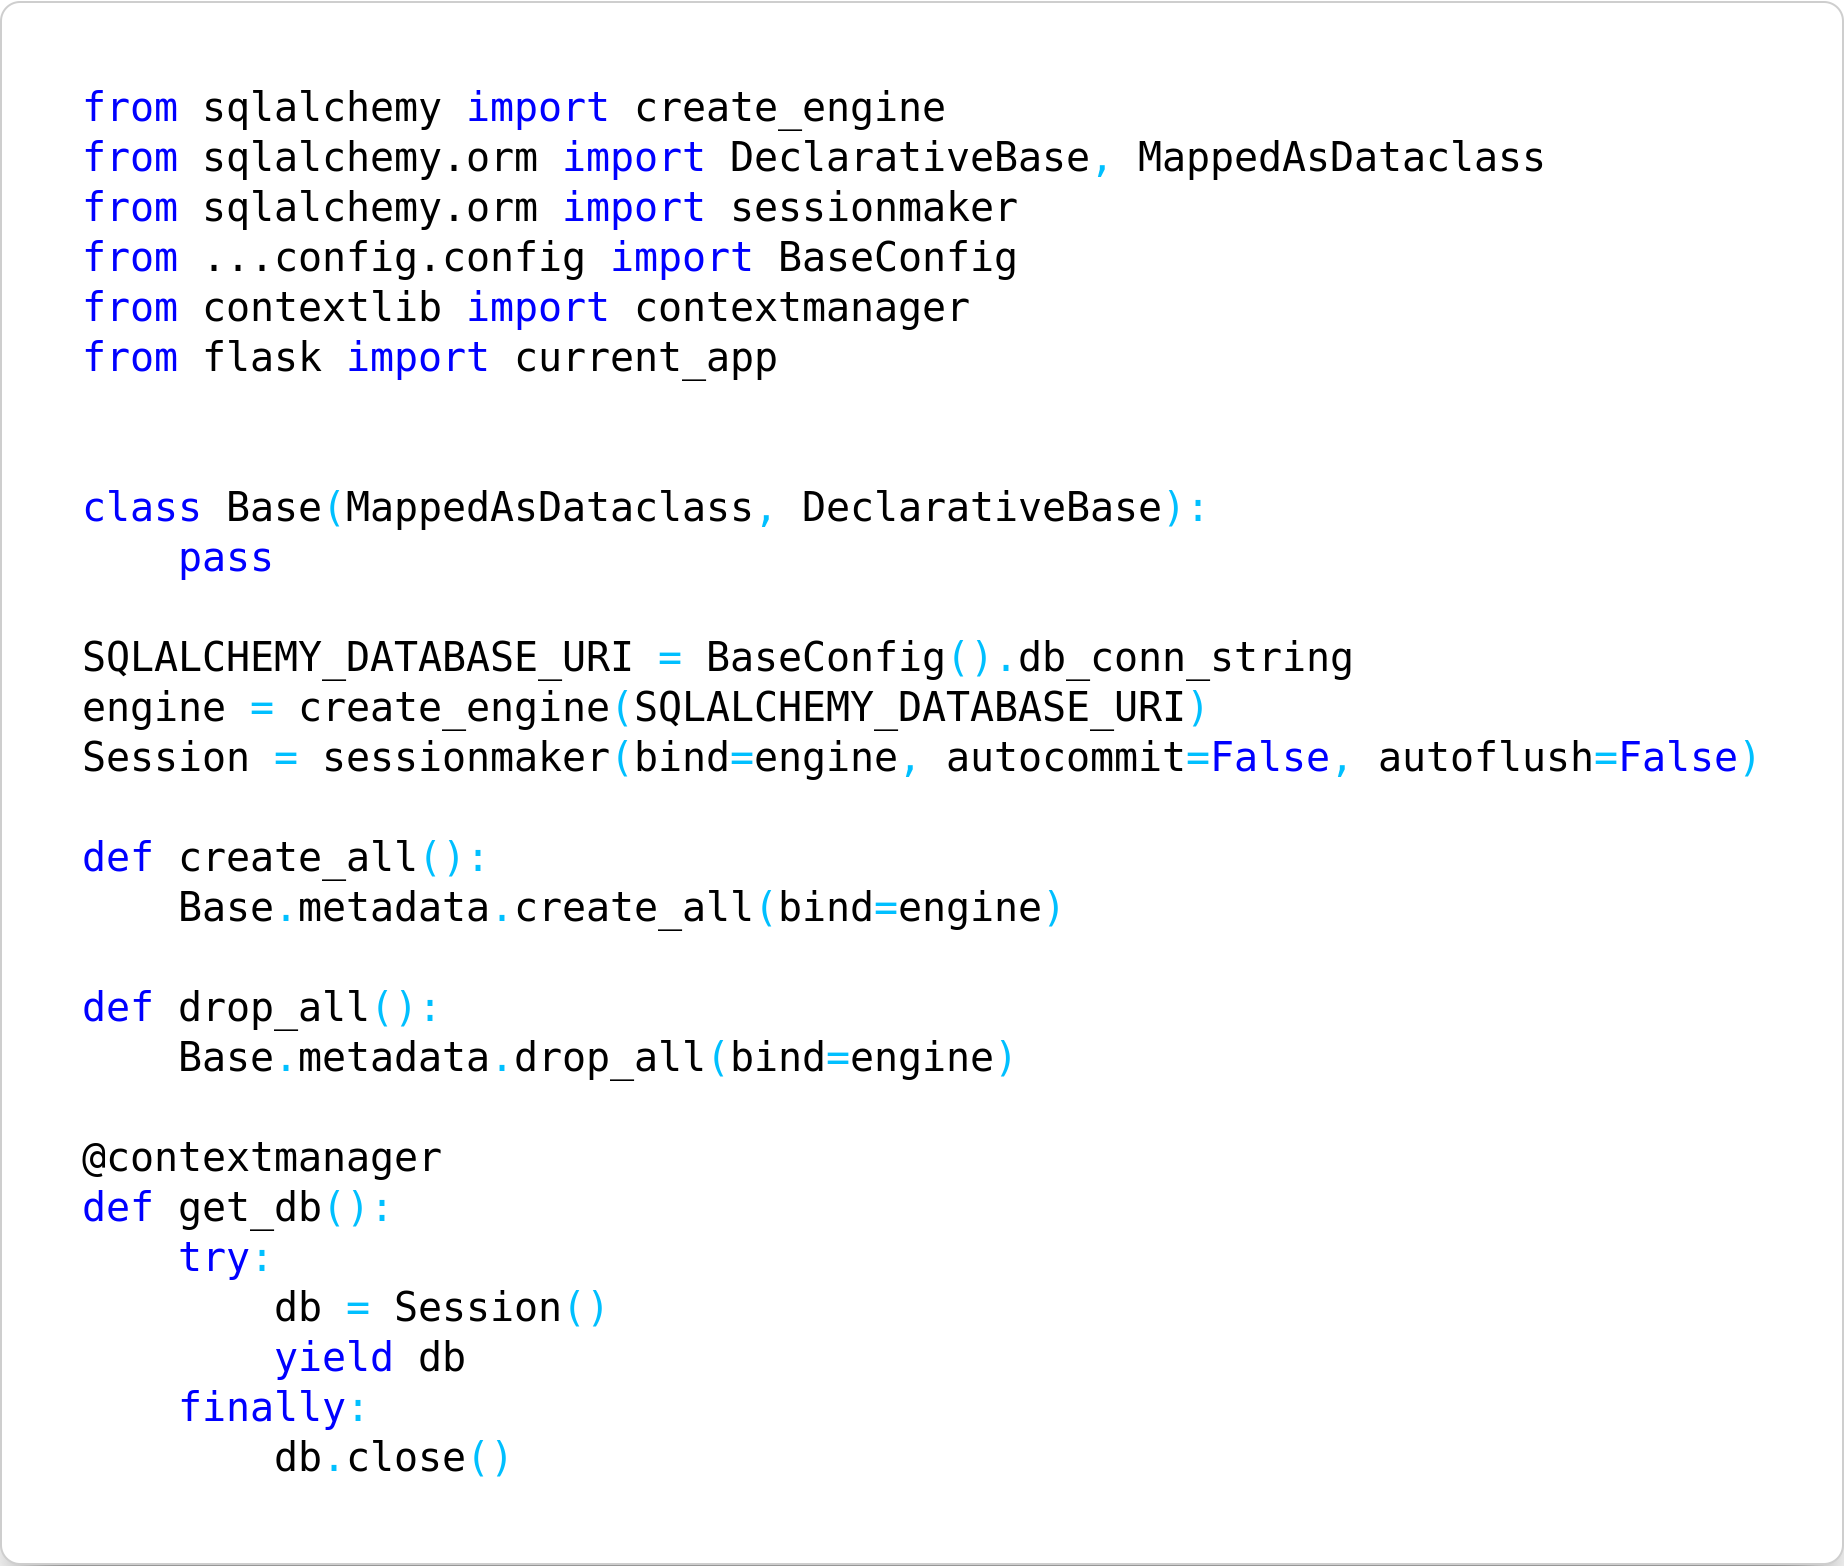 from sqlalchemy import create_engine
from sqlalchemy.orm import DeclarativeBase, MappedAsDataclass
from sqlalchemy.orm import sessionmaker
from ...config.config import BaseConfig
from contextlib import contextmanager
from flask import current_app


class Base(MappedAsDataclass, DeclarativeBase):
    pass

SQLALCHEMY_DATABASE_URI = BaseConfig().db_conn_string
engine = create_engine(SQLALCHEMY_DATABASE_URI)
Session = sessionmaker(bind=engine, autocommit=False, autoflush=False)

def create_all():
    Base.metadata.create_all(bind=engine)

def drop_all():
    Base.metadata.drop_all(bind=engine)

@contextmanager
def get_db():
    try:
        db = Session()
        yield db
    finally:
        db.close()